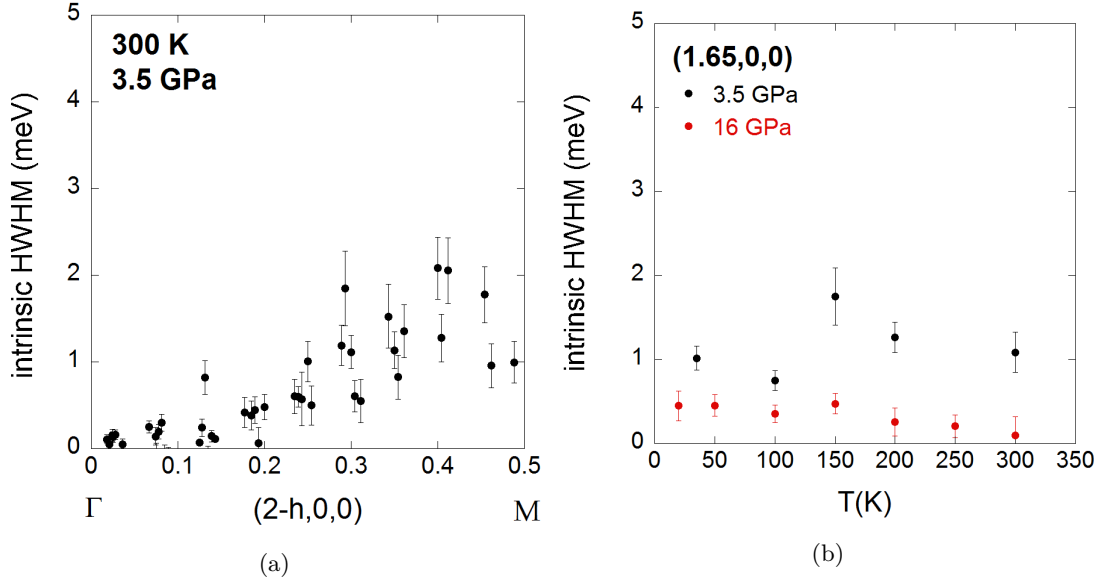 300 K
3.5 GPa
intrinsic HWHM (meV)
5
4
3
2
1
0
0
0.1
0.2
0.3
0.4
0.5
Γ
(2-h,0,0)
M
(a)
(1.65,0,0)
3.5 GPa
16 GPa
intrinsic HWHM (meV)
5
4
3
2
1
0
0
50
100
150
200
250
300
350
T(K)
(b)